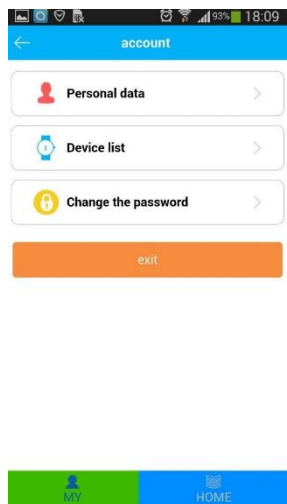 93% 18:09
account
Personal data
Device list
Change the password
exit
MY HOME